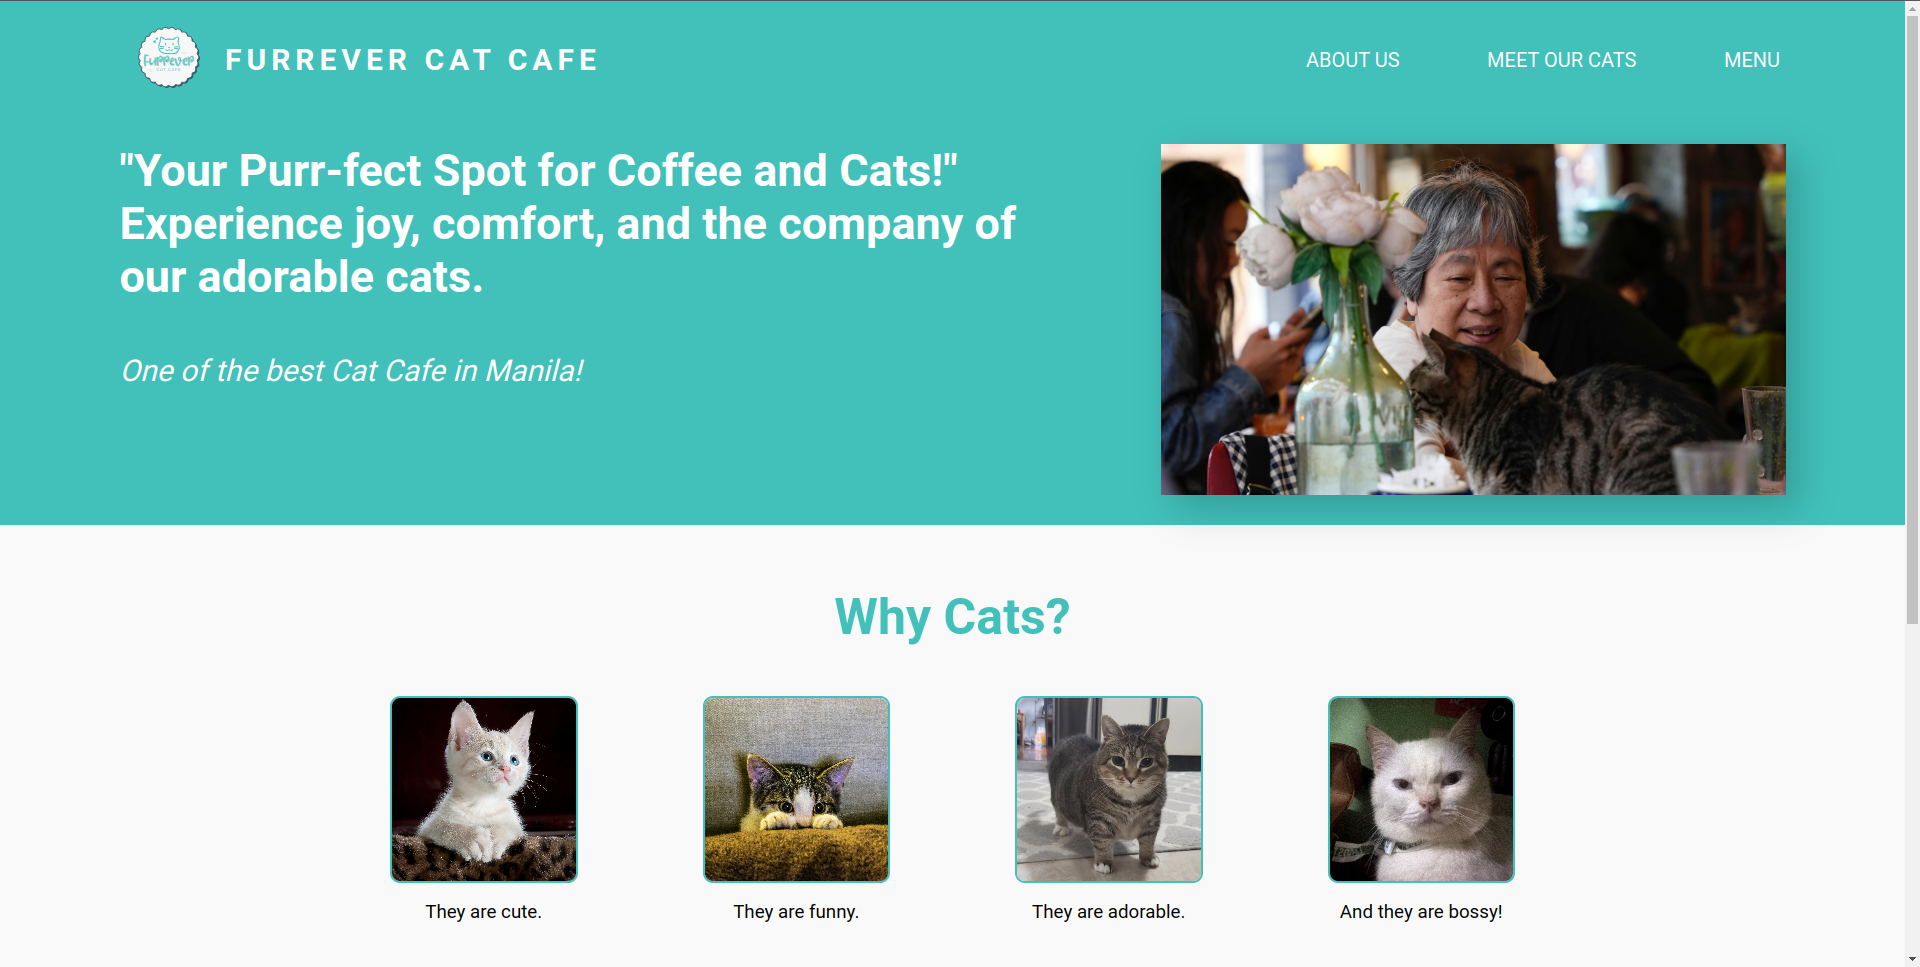 Furrever
CAT CAFE
FURREVER CAT CAFE
ABOUT US
MEET OUR CATS
MENU
"Your Purr-fect Spot for Coffee and Cats!"
Experience joy, comfort, and the company of
our adorable cats.
One of the best Cat Cafe in Manila!
Why Cats?
They are cute.
They are funny.
They are adorable.
And they are bossy!